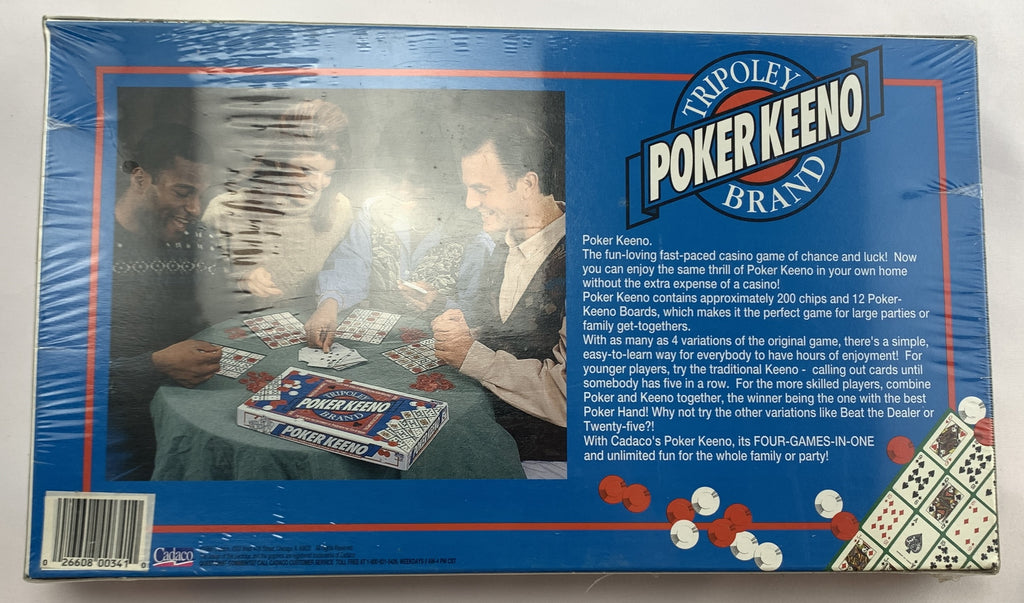 TRIPOLEY
POKER KEENO
BRAND
Poker Keeno.
The fun-loving fast-paced casino game of chance and luck! Now
you can enjoy the same thrill of Poker Keeno in your own home
without the extra expense of a casino!
Poker Keeno contains approximately 200 chips and 12 Poker-
Keeno Boards, which makes it the perfect game for large parties or
family get-togethers.
With as many as 4 variations of the original game, there's a simple,
easy-to-learn way for everybody to have hours of enjoyment! For
younger players, try the traditional Keeno - calling out cards until
somebody has five in a row. For the more skilled players, combine
Poker and Keeno together, the winner being the one with the best
Poker Hand! Why not try the other variations like Beat the Dealer or
Twenty-five?!
With Cadaco's Poker Keeno, its FOUR-GAMES-IN-ONE
and unlimited fun for the whole family or party!
TRIPOLEY
POKER KEENO
BRAND
POKER KEENO
0 26608 00341 0
Cadaco
CALL CADACO CUSTOMER SERVICE TOLL FREE AT